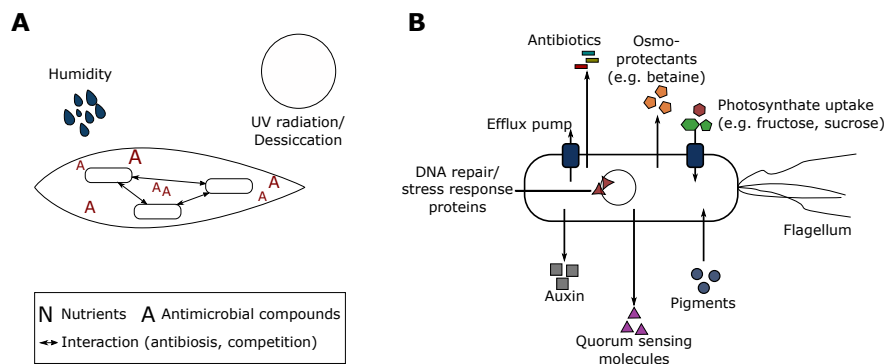 A
Humidity
UV radiation/
Dessiccation
A
A
A
A
A
A
A
A
N Nutrients A Antimicrobial compounds
Interaction (antibiosis, competition)
B
Antibiotics
Osmo-
protectants
(e.g. betaine)
Efflux pump
Photosynthate uptake
(e.g. fructose, sucrose)
DNA repair/
stress response
proteins
Flagellum
Auxin
Pigments
Quorum sensing
molecules